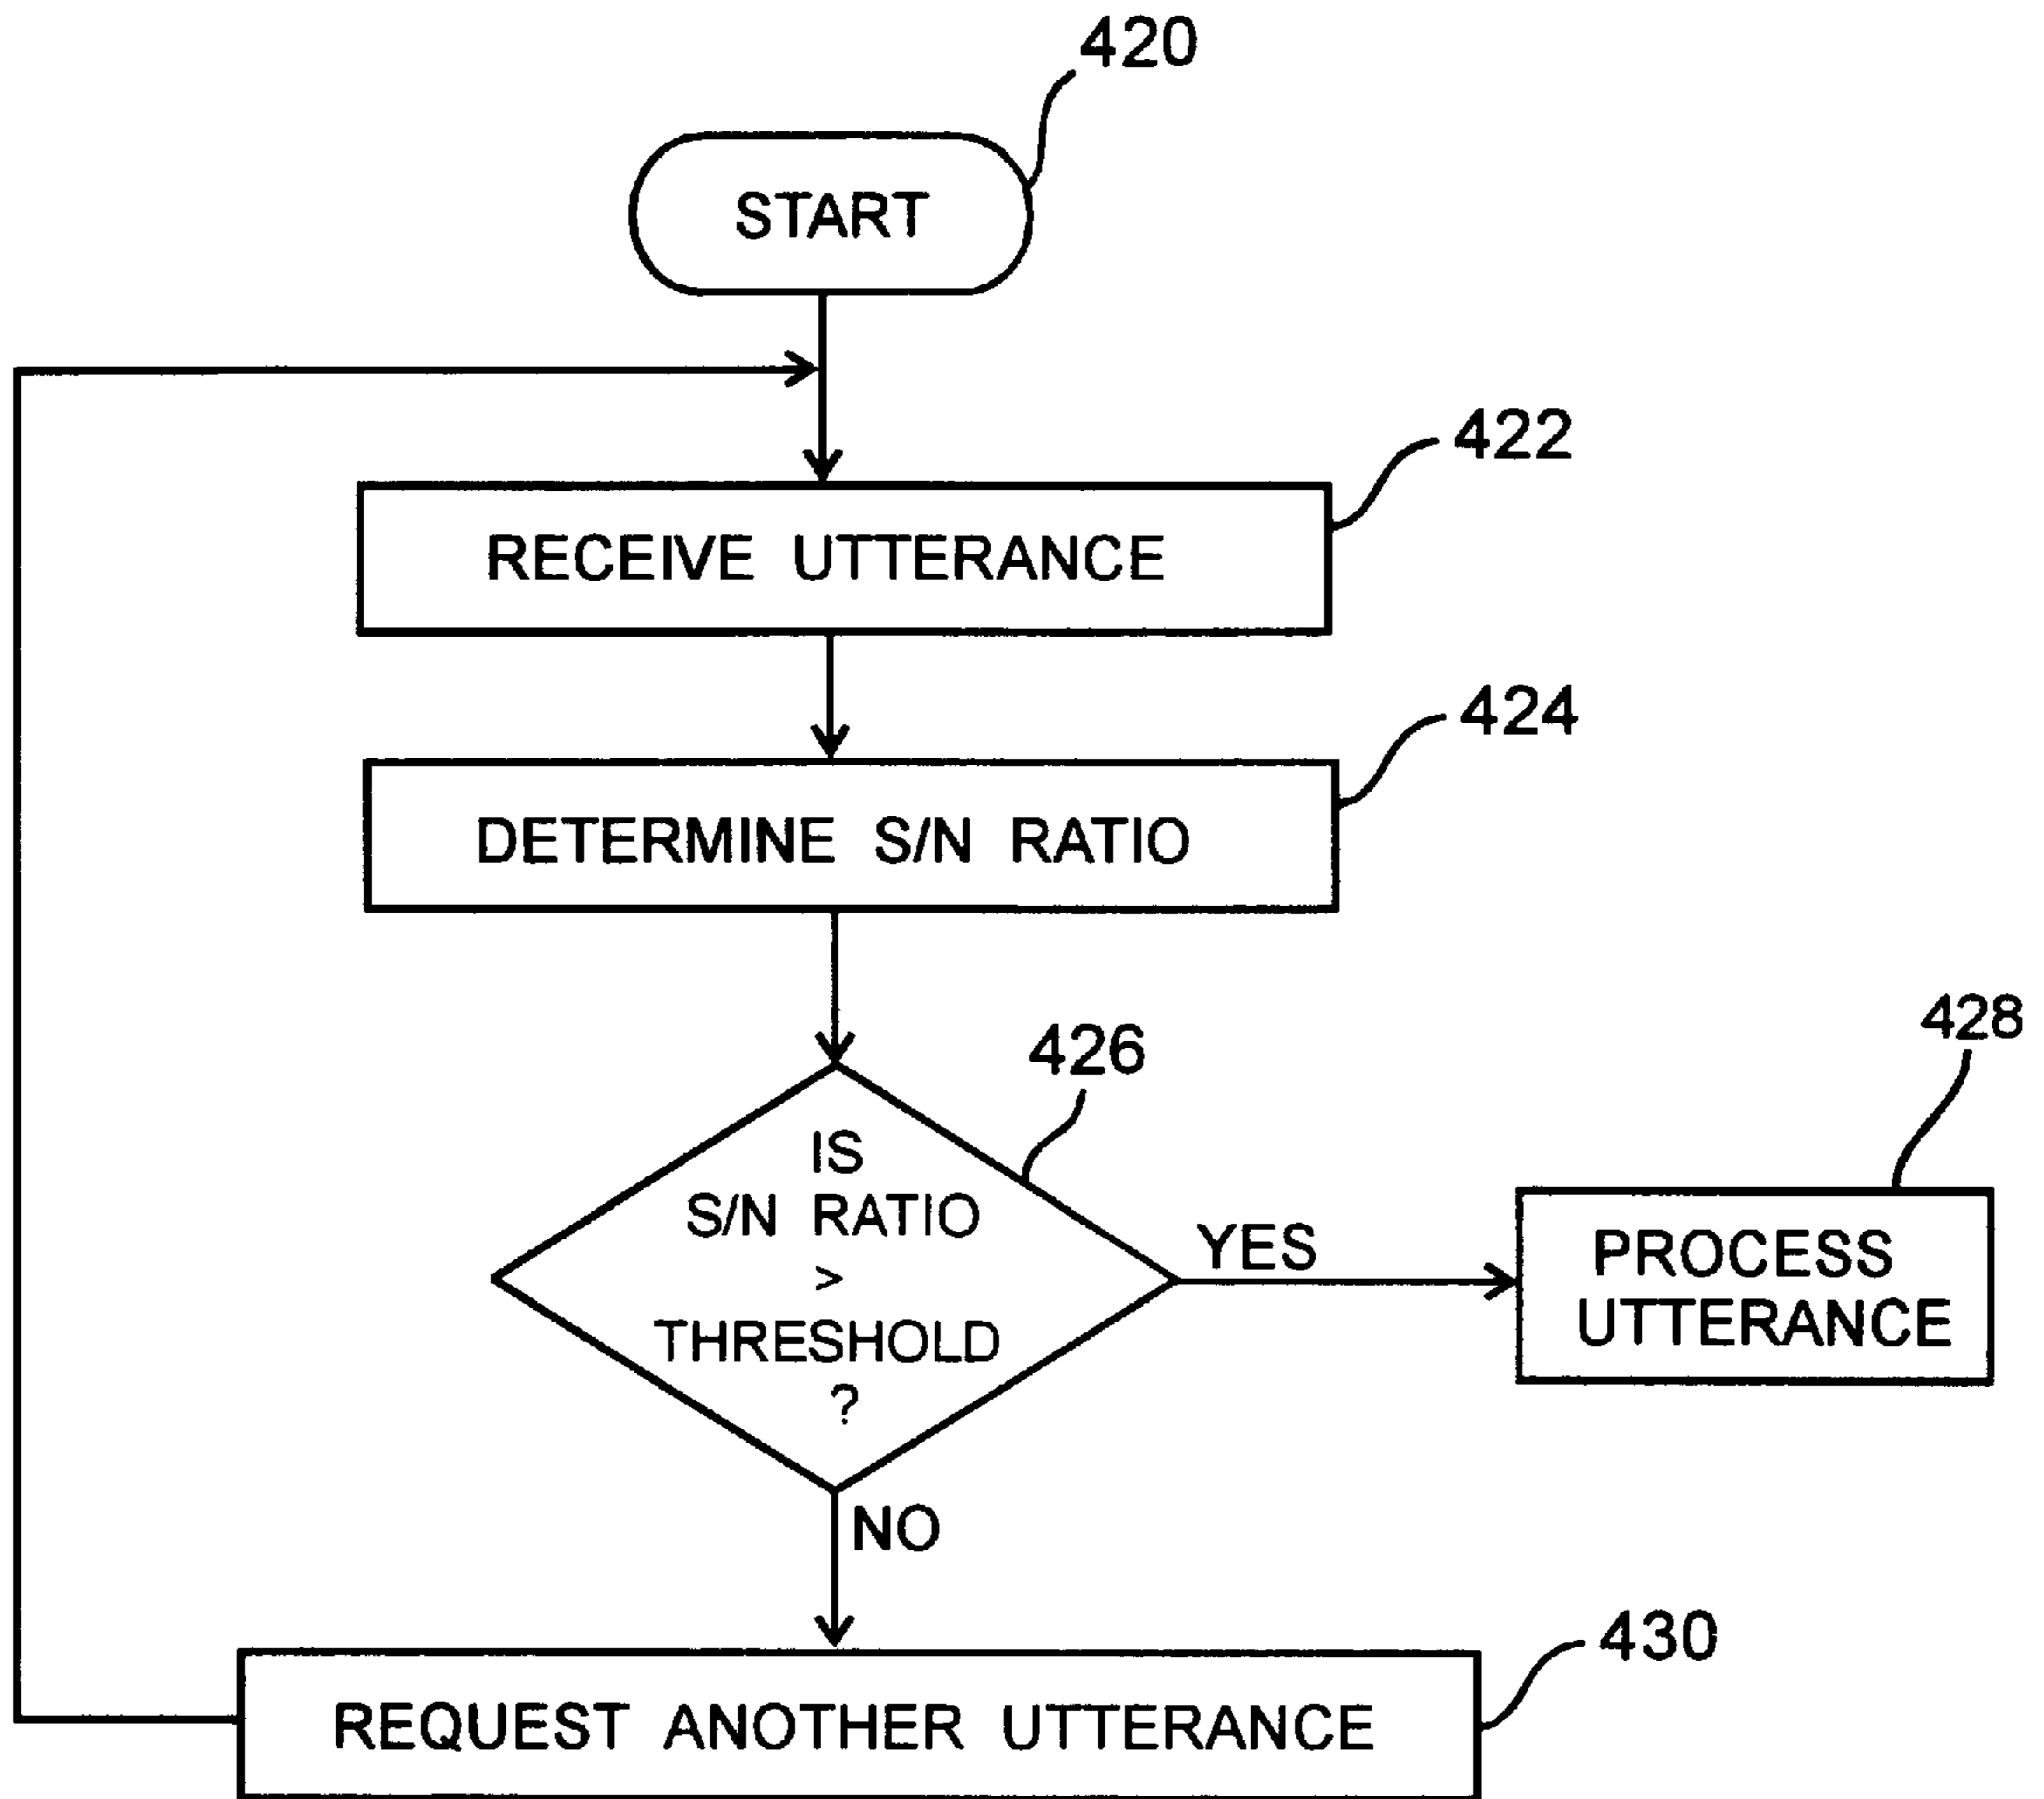 420
START
422
RECEIVE UTTERANCE
424
DETERMINE S/N RATIO
426
428
IS
S/N RATIO
>
THRESHOLD
?
YES
PROCESS
UTTERANCE
NO
430
REQUEST ANOTHER UTTERANCE